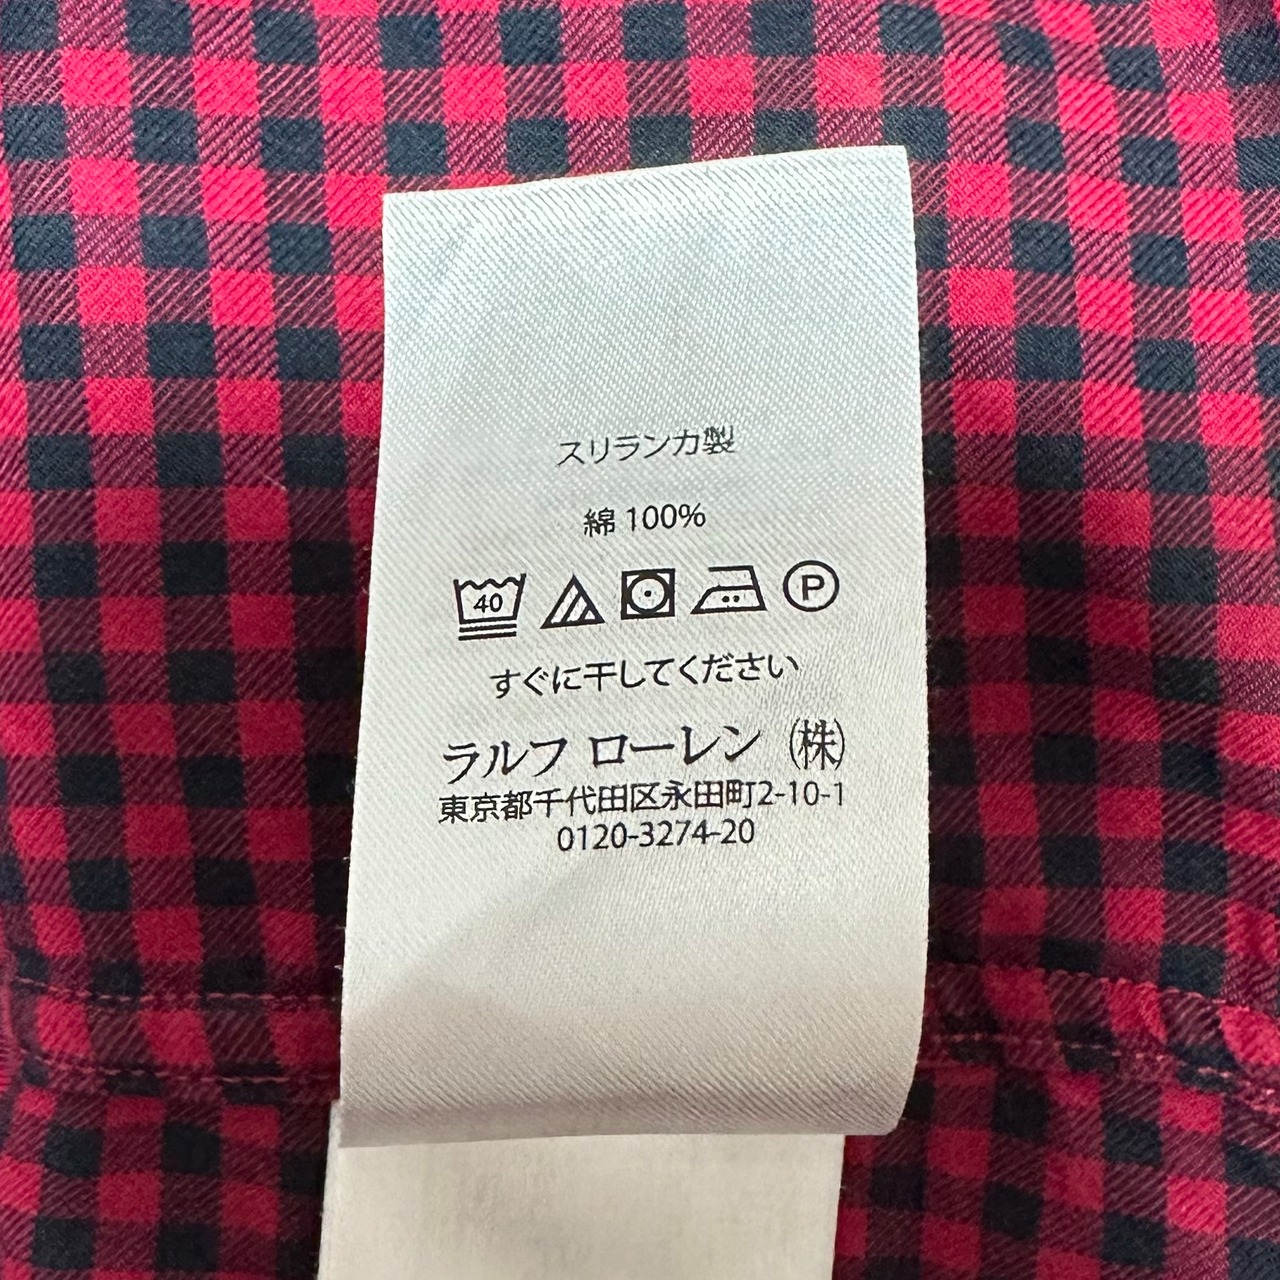 スリランカ製
綿 100%
40 P
すぐに干してください
ラルフ ローレン (株)
東京都千代田区永田町2-10-1
0120-3274-20